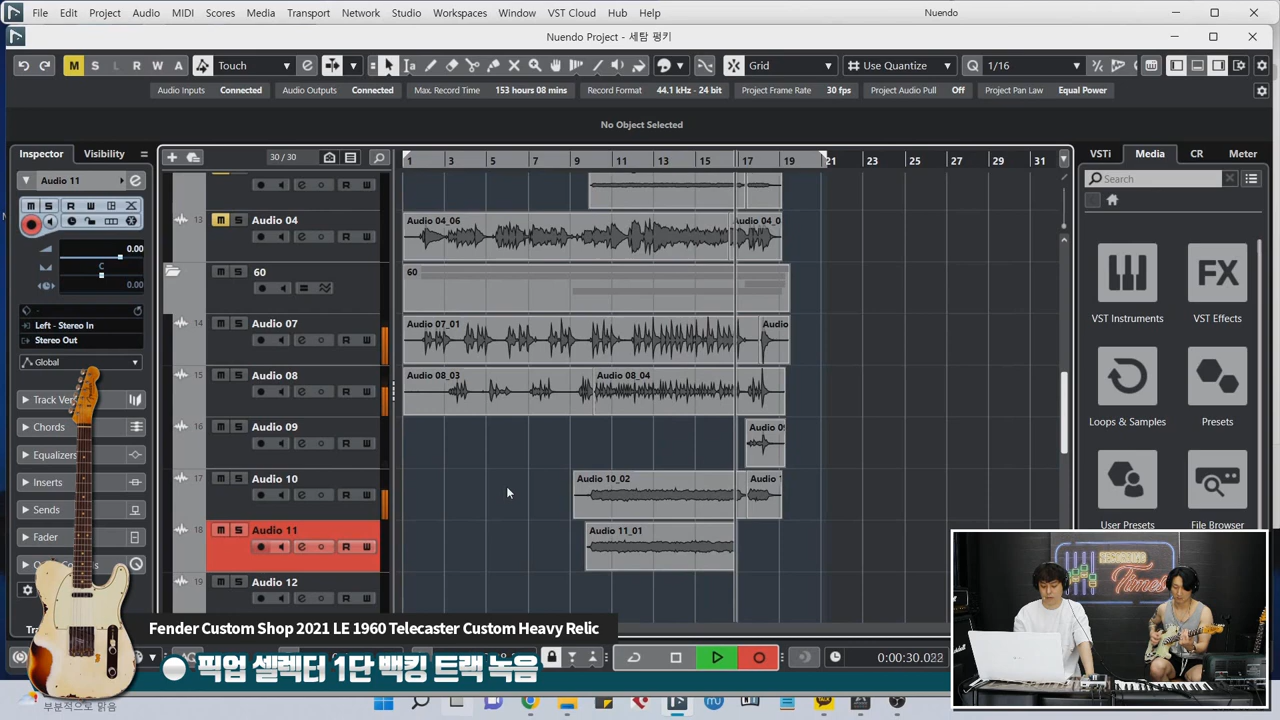 File Edit Project Audio MIDI Scores Media Transport Network Studio Workspaces Window VST Cloud Hub Help Nuendo
Nuendo Project - 세탐 펑키
M S L R W A Touch Grid Use Quantize Q 1/16
Audio Inputs Connected Audio Outputs Connected Max. Record Time 153 hours 08 mins Record Format 44.1 kHz - 24 bit Project Frame Rate 30 fps Project Audio Pull Off Project Pan Law Equal Power
No Object Selected
Inspector Visibility
30 / 30
1 3 5 7 9 11 13 15 17 19 21 23 25 27 29 31
VSTi Media CR Meter
Audio 11
Search
M S R W
0.00
C
0.00
Left - Stereo In
Stereo Out
Global
Chords
Equalizers
Inserts
Sends
Fader
R W
13 M S Audio 04
R W
Audio 04_06
Audio 04_0
M S 60
60
14 M S Audio 07
R W
Audio 07_01
Audio
15 M S Audio 08
R W
Audio 08_03
Audio 08_04
16 M S Audio 09
R W
Audio 09
17 M S Audio 10
R W
Audio 10_02
Audio
18 M S Audio 11
R W
Audio 11_01
19 M S Audio 12
R W
VST Instruments
FX
VST Effects
Loops & Samples
Presets
User Presets
File Browser
Times
Fender Custom Shop 2021 LE 1960 Telecaster Custom Heavy Relic
픽업 셀렉터 1단 백킹 트랙 녹음
0:00:30.022
부분적으로 맑음